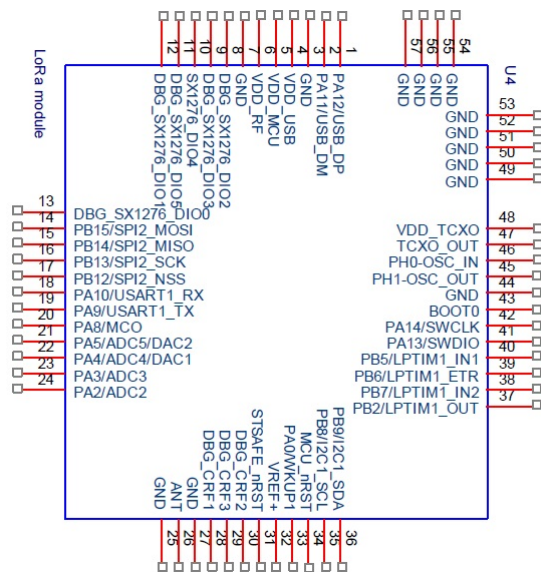 LoRa module
U4
12
11
10
9
8
7
6
5
4
3
2
1
57
56
55
54
DBG_SX1276_DIO1
DBG_SX1276_DIO5
SX1276_DIO4
DBG_SX1276_DIO3
DBG_SX1276_DIO2
GND
VDD_RF
VDD_MCU
VDD_USB
GND
PA11/USB_DM
PA12/USB_DP
GND
GND
GND
GND
GND 53
GND 52
GND 51
GND 50
GND 49
13 DBG_SX1276_DIO0
14 PB15/SPI2_MOSI
15 PB14/SPI2_MISO
16 PB13/SPI2_SCK
17 PB12/SPI2_NSS
18 PA10/USART1_RX
19 PA9/USART1_TX
20 PA8/MCO
21 PA5/ADC5/DAC2
22 PA4/ADC4/DAC1
23 PA3/ADC3
24 PA2/ADC2
VDD_TCXO 48
TCXO_OUT 47
PH0-OSC_IN 46
PH1-OSC_OUT 45
GND 44
BOOT0 43
PA14/SWCLK 42
PA13/SWDIO 41
PB5/LPTIM1_IN1 40
PB6/LPTIM1_ETR 39
PB7/LPTIM1_IN2 38
PB2/LPTIM1_OUT 37
GND
ANT
GND
DBG_CRF1
DBG_CRF3
DBG_CRF2
STSAFE_nRST
VREF+
PA0/WKUP1
MCU_nRST
PB8/I2C1_SCL
PB9/I2C1_SDA
25
26
27
28
29
30
31
32
33
34
35
36